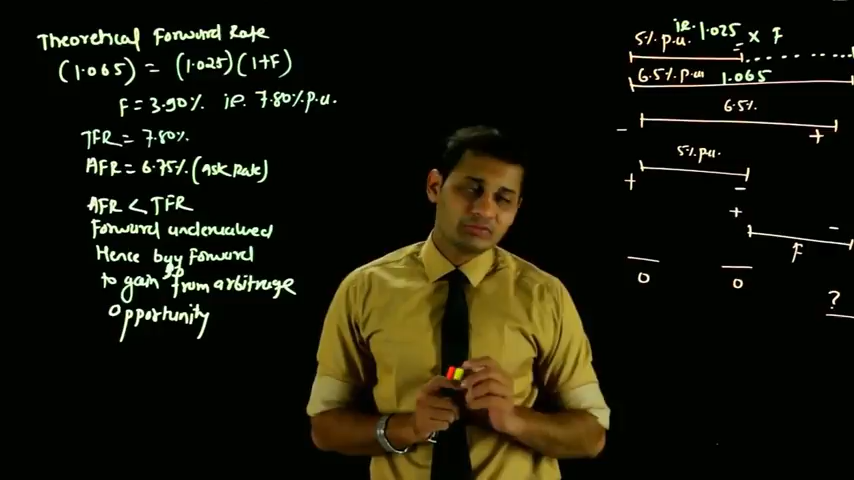 Theoretical Forward Rate
(1.065) = (1.025)(1+F)
F = 3.90% i.e. 7.80% p.u.
TFR = 7.80%
AFR = 6.75% (ask Rate)
AFR < TFR
Forward undervalued
Hence buy Forward
to gain from arbitrage
opportunity
i.e. 1.025 x F
5% p.u.
6.5% p.u 1.065
6.5%
- +
5% p.u.
+ -
+ -
F
0 0
?